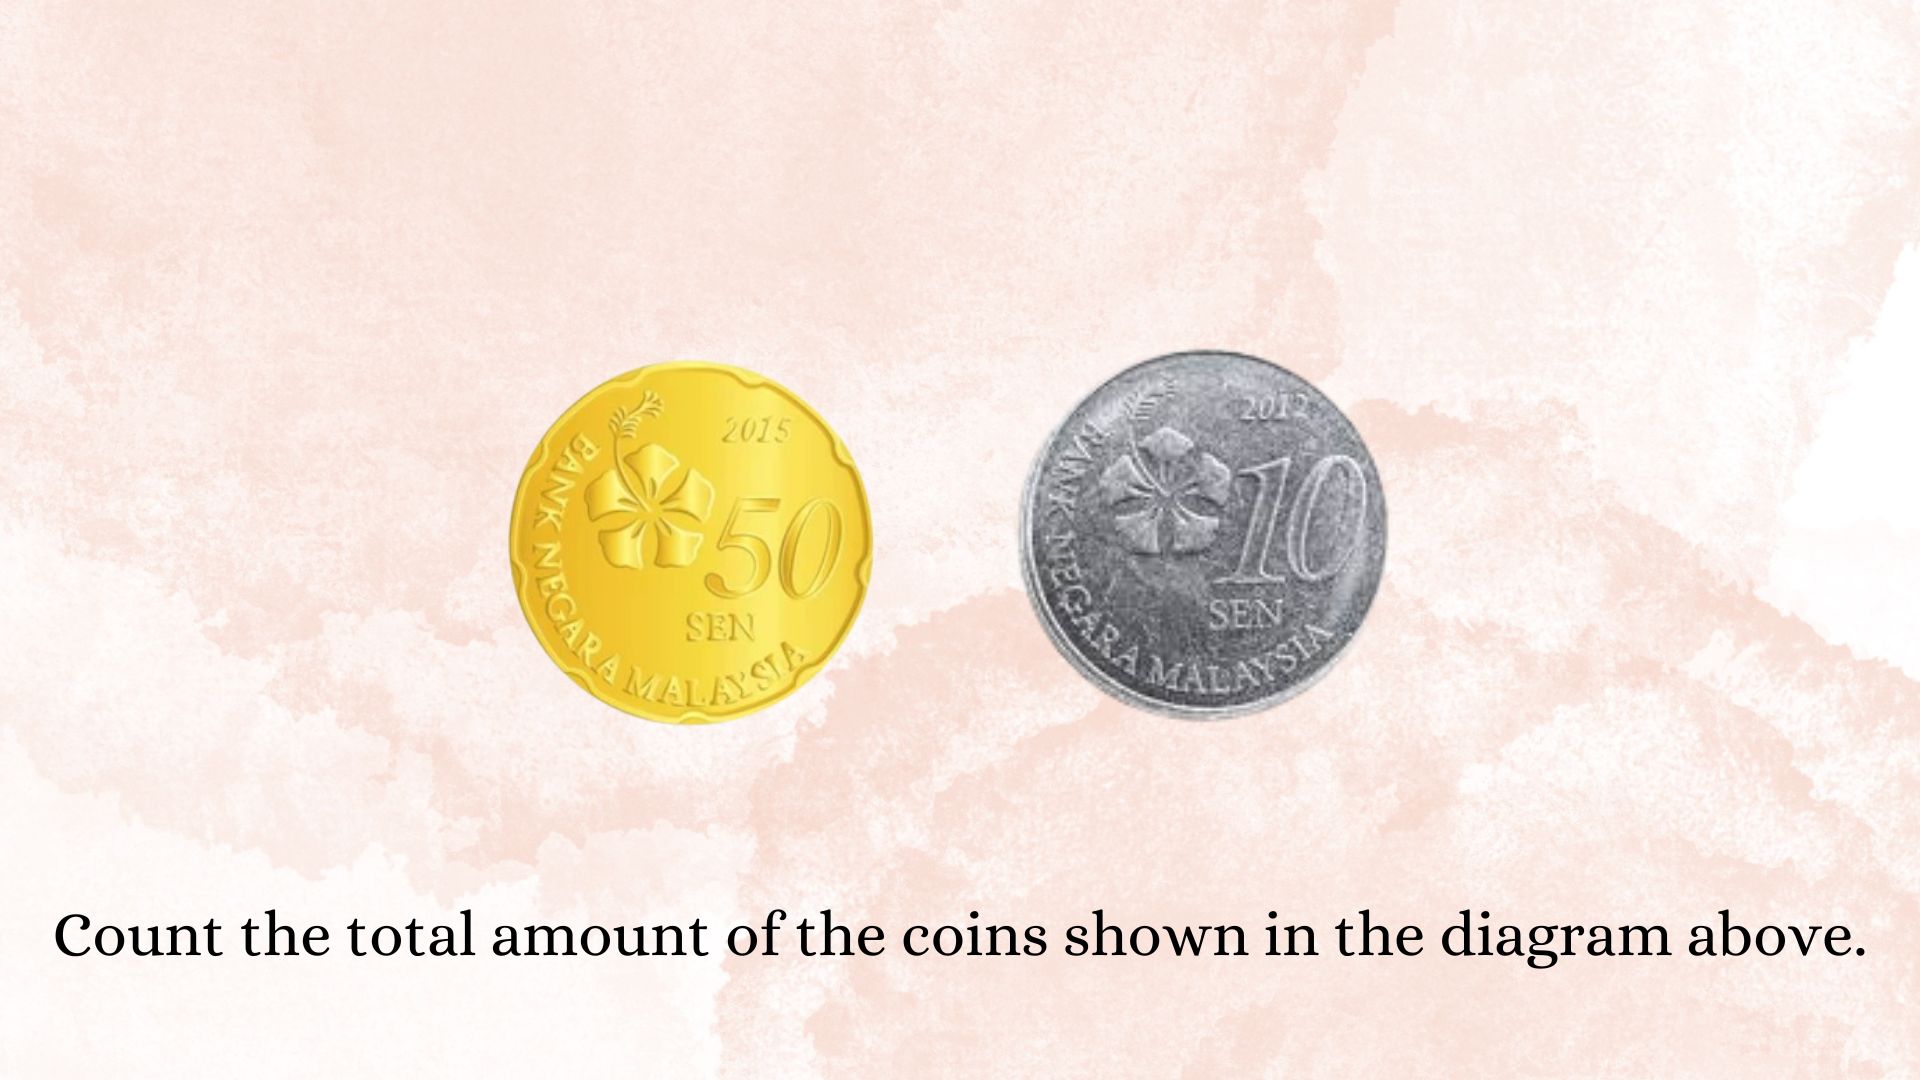 2015
50
SEN
BANK NEGARA MALAYSIA
2012
10
SEN
BANK NEGARA MALAYSIA
Count the total amount of the coins shown in the diagram above.